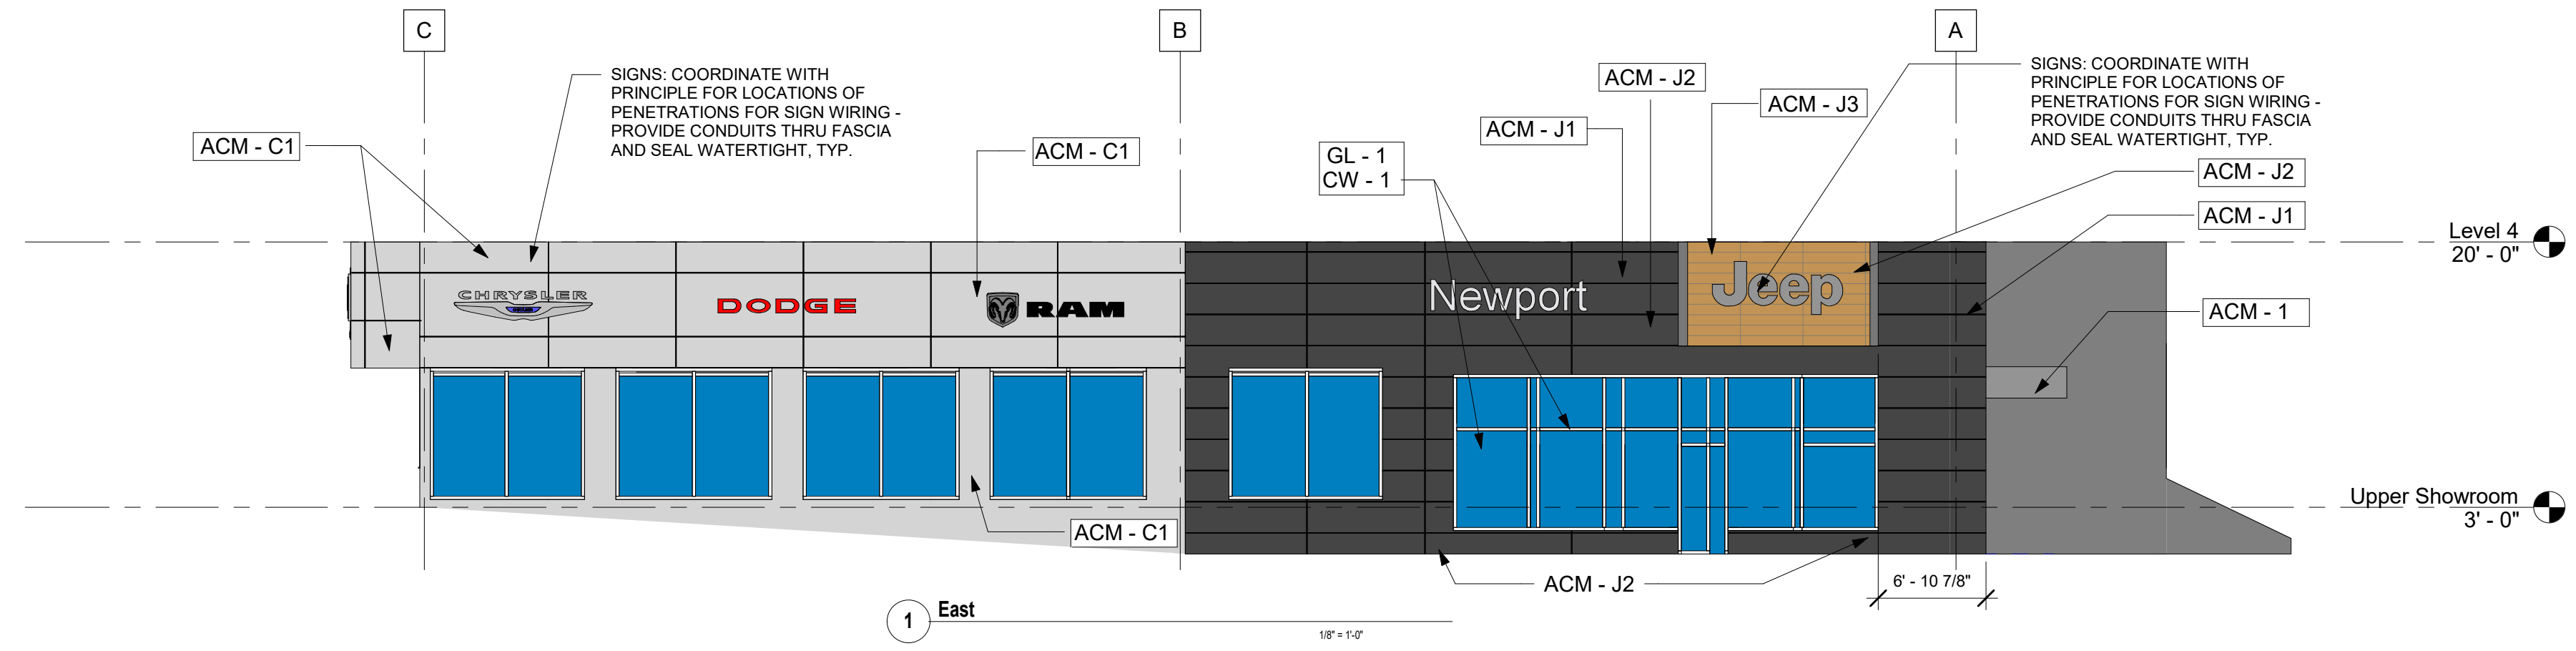 C
B
A
SIGNS: COORDINATE WITH
PRINCIPLE FOR LOCATIONS OF
PENETRATIONS FOR SIGN WIRING -
PROVIDE CONDUITS THRU FASCIA
AND SEAL WATERTIGHT, TYP.
SIGNS: COORDINATE WITH
PRINCIPLE FOR LOCATIONS OF
PENETRATIONS FOR SIGN WIRING -
PROVIDE CONDUITS THRU FASCIA
AND SEAL WATERTIGHT, TYP.
ACM - C1
ACM - C1
GL - 1
CW - 1
ACM - J1
ACM - J2
ACM - J3
ACM - J2
ACM - J1
ACM - 1
Level 4
20' - 0"
CHRYSLER
DODGE
RAM
Newport
Jeep
Upper Showroom
3' - 0"
ACM - C1
ACM - J2
6' - 10 7/8"
1
East
1/8" = 1'-0"